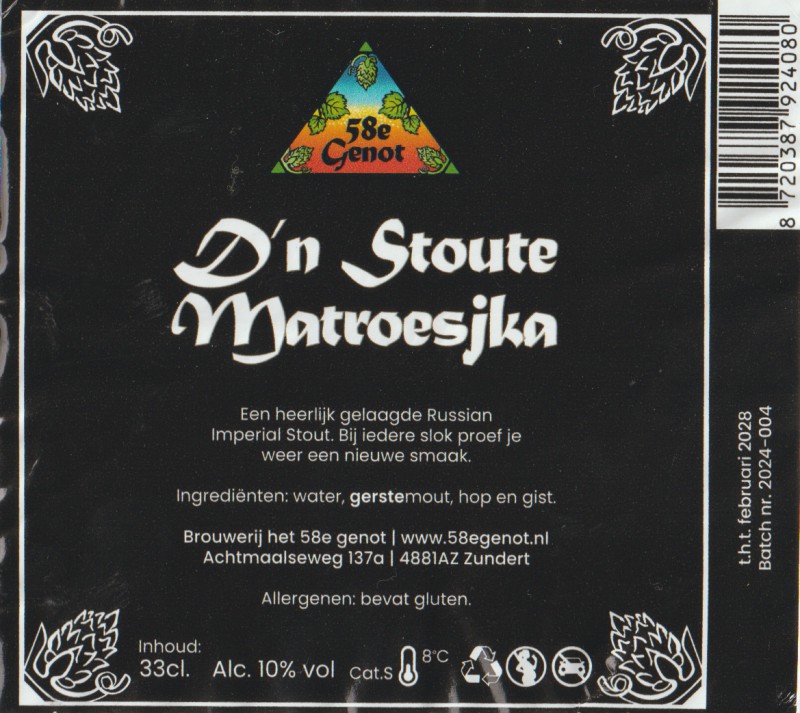 58e
Genot
D'n Stoute
Matroesjka
Een heerlijk gelaagde Russian
Imperial Stout. Bij iedere slok proef je
weer een nieuwe smaak.
Ingrediënten: water, gerstemout, hop en gist.
Brouwerij het 58e genot | www.58egenot.nl
Achtmaalseweg 137a | 4881AZ Zundert
Allergenen: bevat gluten.
Inhoud:
33cl. Alc. 10% vol Cat.S 8°C
8 720387 924080
t.h.t. februari 2028
Batch nr. 2024-004